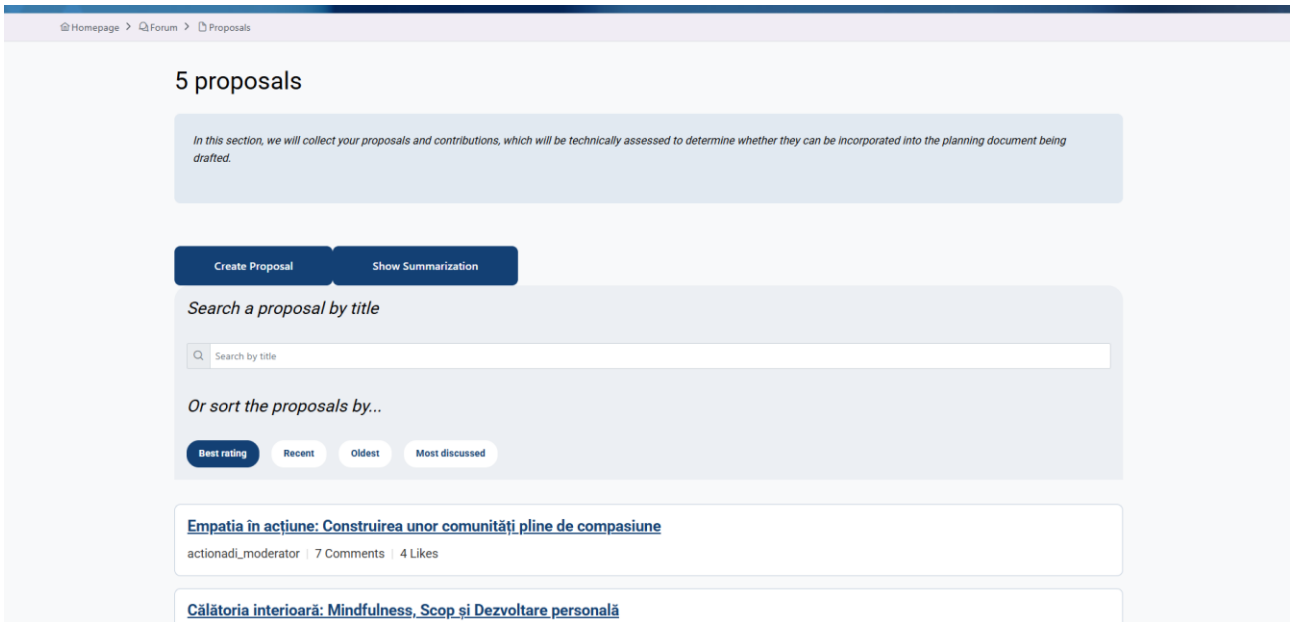 Homepage > Forum > Proposals
5 proposals
In this section, we will collect your proposals and contributions, which will be technically assessed to determine whether they can be incorporated into the planning document being
drafted.
Create Proposal Show Summarization
Search a proposal by title
Search by title
Or sort the proposals by...
Best rating Recent Oldest Most discussed
Empatia în acțiune: Construirea unor comunități pline de compasiune
actionadi_moderator | 7 Comments | 4 Likes
Călătoria interioară: Mindfulness, Scop și Dezvoltare personală